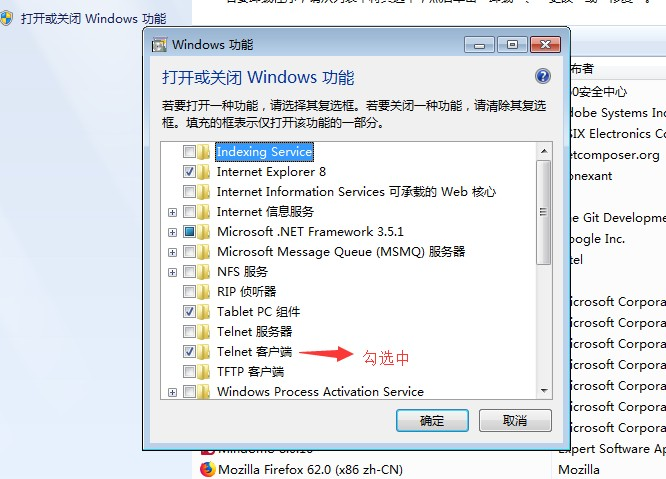 打开或关闭 Windows 功能
Windows 功能
打开或关闭 Windows 功能
若要打开一种功能，请选择其复选框。若要关闭一种功能，请清除其复选
框。填充的框表示仅打开该功能的一部分。
Indexing Service
Internet Explorer 8
Internet Information Services 可承载的 Web 核心
Internet 信息服务
Microsoft .NET Framework 3.5.1
Microsoft Message Queue (MSMQ) 服务器
NFS 服务
RIP 侦听器
Tablet PC 组件
Telnet 服务器
Telnet 客户端
勾选中
TFTP 客户端
Windows Process Activation Service
确定
取消
布者
0安全中心
dobe Systems Inc
SIX Electronics Co
etcomposer.org
onexant
he Git Developme
oogle Inc.
tel
icrosoft Corpora
icrosoft Corpora
icrosoft Corpora
icrosoft Corpora
icrosoft Corpora
icrosoft Corpora
icrosoft Corpora
Expert Software Ap
Mozilla Firefox 62.0 (x86 zh-CN)
Mozilla